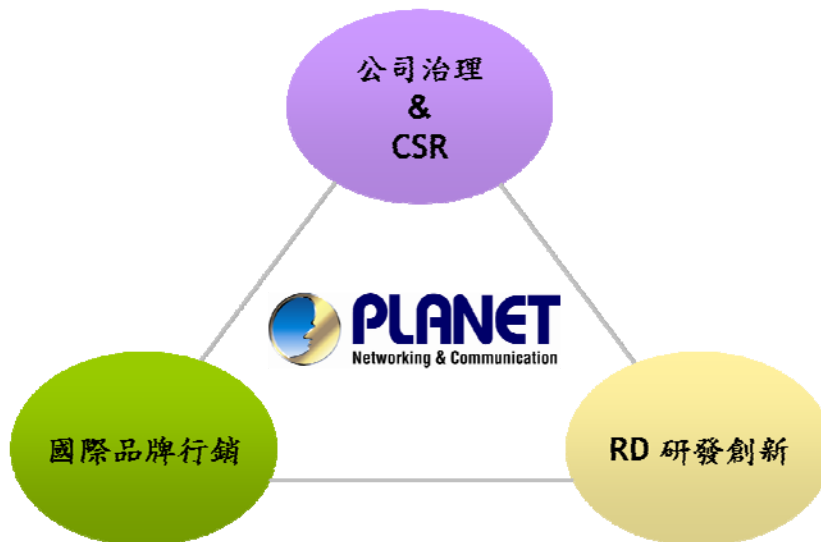 公司治理
&
CSR
PLANET
Networking & Communication
國際品牌行銷
RD 研發創新